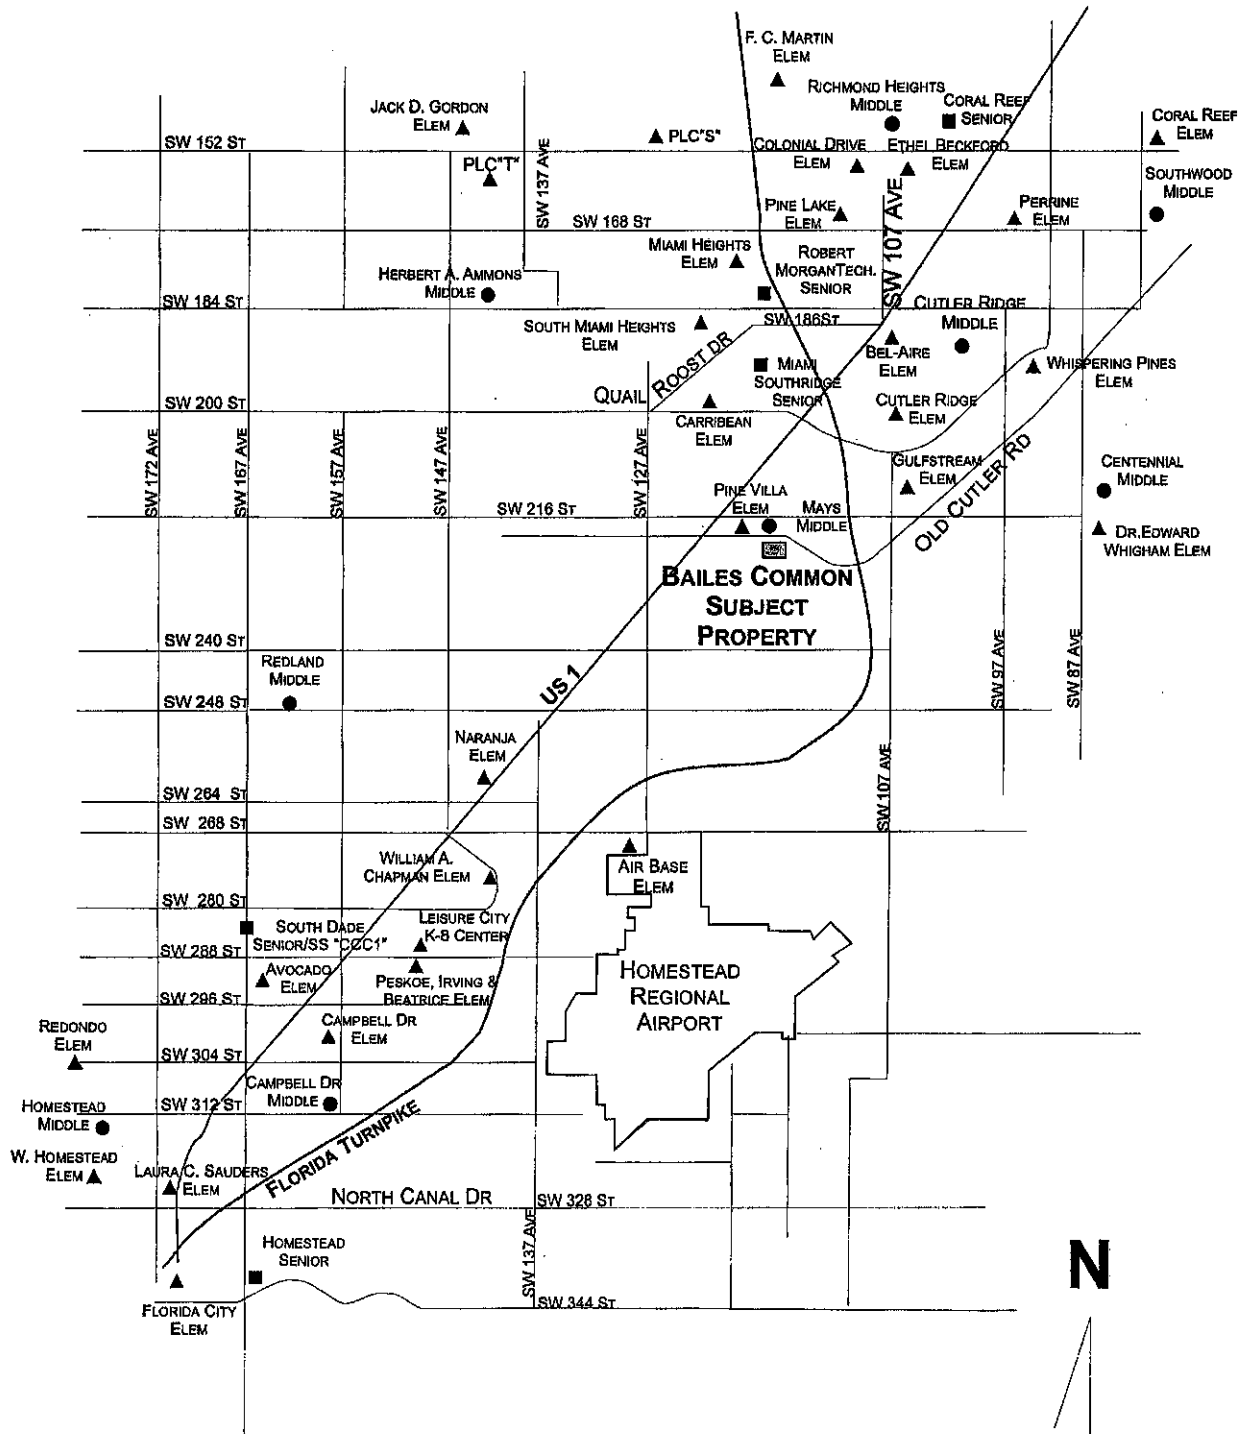 F. C. MARTIN
ELEM
RICHMOND HEIGHTS
MIDDLE
CORAL REEF
SENIOR
JACK D. GORDON
ELEM
CORAL REEF
ELEM
PLC"S"
SW 152 ST
COLONIAL DRIVE
ELEM
ETHEL BECKFORD
ELEM
PLC"T"
SW 137 AVE
SOUTHWOOD
MIDDLE
PINE LAKE
ELEM
SW 107 AVE
PERRINE
ELEM
SW 168 ST
MIAMI HEIGHTS
ELEM
ROBERT
MORGANTECH.
SENIOR
HERBERT A. AMMONS
MIDDLE
SW 184 ST
SW 186ST
CUTLER RIDGE
MIDDLE
SOUTH MIAMI HEIGHTS
ELEM
BEL-AIRE
ELEM
WHISPERING PINES
ELEM
QUAIL ROOST DR
MIAMI
SOUTHRIDGE
SENIOR
SW 200 ST
CARRIBEAN
ELEM
CUTLER RIDGE
ELEM
SW 172 AVE
SW 167 AVE
SW 157 AVE
SW 147 AVE
SW 127 AVE
GULFSTREAM
ELEM
OLD CUTLER RD
CENTENNIAL
MIDDLE
PINE VILLA
ELEM
MAYS
MIDDLE
SW 216 ST
DR.EDWARD
WHIGHAM ELEM
BAILES COMMON
SUBJECT
PROPERTY
SW 240 ST
REDLAND
MIDDLE
US 1
SW 97 AVE
SW 87 AVE
SW 248 ST
NARANJA
ELEM
SW 107 AVE
SW 264 ST
SW 268 ST
WILLIAM A.
CHAPMAN ELEM
AIR BASE
ELEM
SW 280 ST
SOUTH DADE
SENIOR/SS "CCC1"
LEISURE CITY
K-8 CENTER
SW 288 ST
AVOCADO
ELEM
PESKOE, IRVING &
BEATRICE ELEM
HOMESTEAD
REGIONAL
AIRPORT
SW 296 ST
REDONDO
ELEM
CAMPBELL DR
ELEM
SW 304 ST
CAMPBELL DR
MIDDLE
HOMESTEAD
MIDDLE
SW 312 ST
FLORIDA TURNPIKE
W. HOMESTEAD
ELEM
LAURA C. SAUDERS
ELEM
NORTH CANAL DR
SW 328 ST
SW 137 AVE
HOMESTEAD
SENIOR
N
SW 344 ST
FLORIDA CITY
ELEM